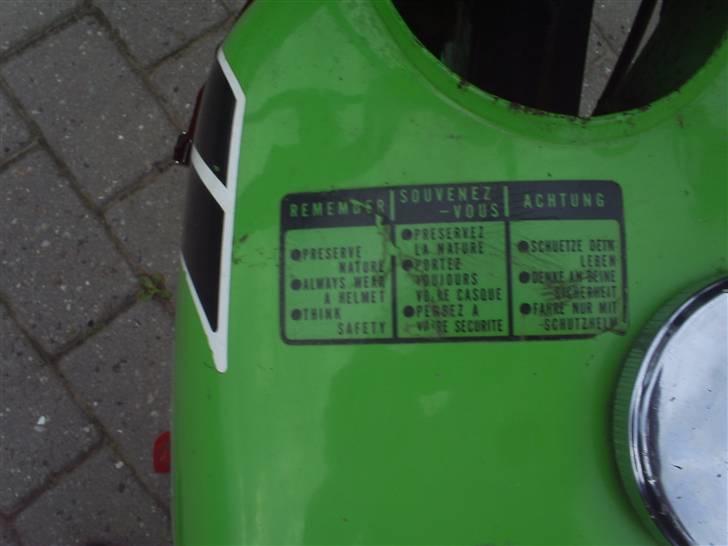 REMEMBER
●PRESERVE
NATURE
●ALWAYS WEAR
A HELMET
●THINK
SAFETY
SOUVENEZ
-VOUS
●PRESERVEZ
LA NATURE
●PORTEZ
TOUJOURS
VOTRE CASQUE
●PENSEZ A
VOTRE SECURITE
ACHTUNG
●SCHUETZE DEIN
LEBEN
●DENKE AN DEINE
SICHERHEIT
●FAHRE NUR MIT
SCHUTZHELM